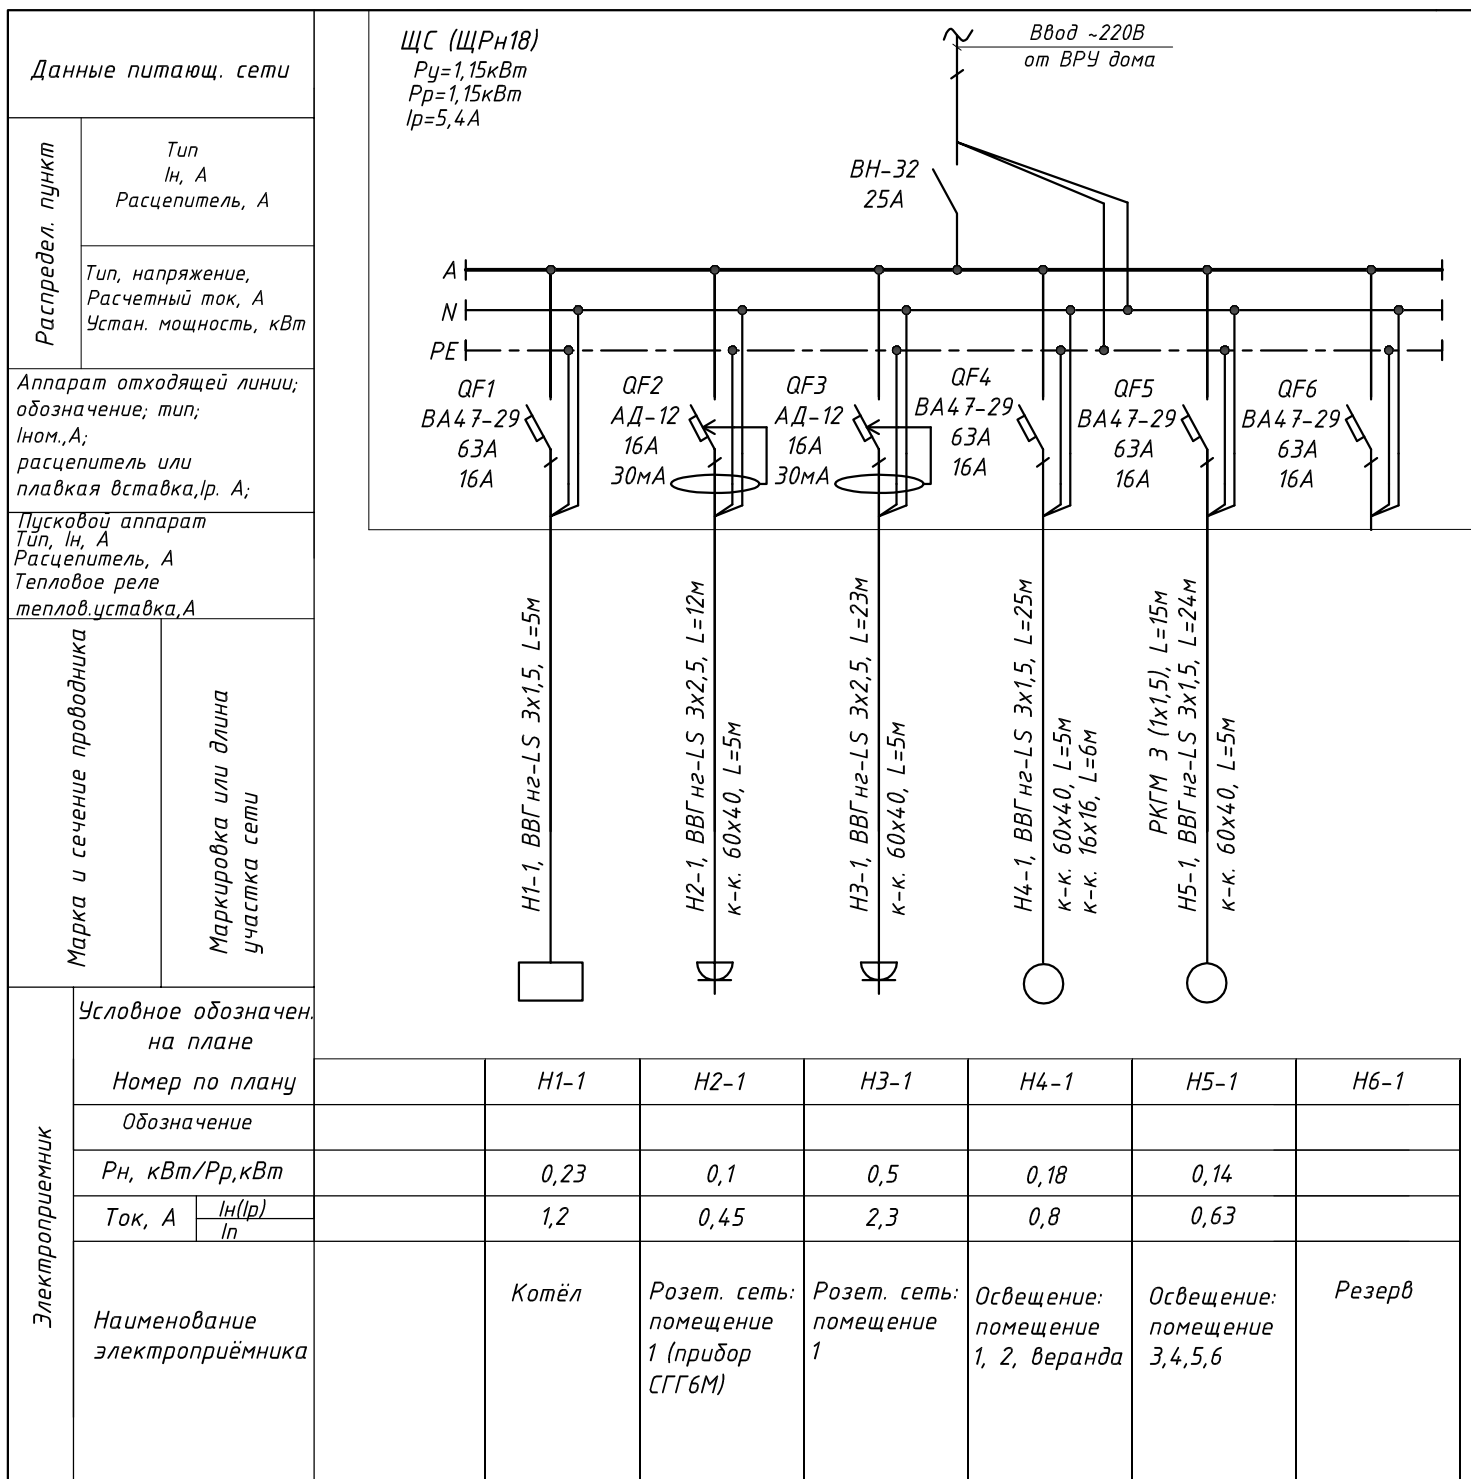 Данные питающ. сети
Распредел. пункт
Тип
Iн, А
Расцепитель, А
Тип, напряжение,
Расчетный ток, А
Устан. мощность, кВт
Аппарат отходящей линии;
обозначение; тип;
Iном.,А;
расцепитель или
плавкая вставка,Iр. А;
Пусковой аппарат
Тип, Iн, А
Расцепитель, А
Тепловое реле
теплов.уставка,А
Марка и сечение проводника
Маркировка или длина
участка сети
ЩС (ЩРн18)
Ру=1,15кВт
Рр=1,15кВт
Iр=5,4А
Ввод ~220В
от ВРУ дома
ВН-32
25А
A
N
PE
QF1
ВА47-29
63А
16А
QF2
АД-12
16А
30мА
QF3
АД-12
16А
30мА
QF4
ВА47-29
63А
16А
QF5
ВА47-29
63А
16А
QF6
ВА47-29
63А
16А
Н1-1, ВВГнг-LS 3х1,5, L=5м
Н2-1, ВВГнг-LS 3х2,5, L=12м
к-к. 60х40, L=5м
Н3-1, ВВГнг-LS 3х2,5, L=23м
к-к. 60х40, L=5м
Н4-1, ВВГнг-LS 3х1,5, L=25м
к-к. 60х40, L=5м
к-к. 16х16, L=6м
РКГМ 3 (1х1,5), L=15м
Н5-1, ВВГнг-LS 3х1,5, L=24м
к-к. 60х40, L=5м
Электроприемник
Условное обозначен.
на плане
Номер по плану
Н1-1
Н2-1
Н3-1
Н4-1
Н5-1
Н6-1
Обозначение
Рн, кВт/Рр,кВт
0,23
0,1
0,5
0,18
0,14
Ток, А
Iн(Iр)
Iп
1,2
0,45
2,3
0,8
0,63
Наименование
электроприёмника
Котёл
Розет. сеть:
помещение
1 (прибор
СГГ6М)
Розет. сеть:
помещение
1
Освещение:
помещение
1, 2, веранда
Освещение:
помещение
3,4,5,6
Резерв